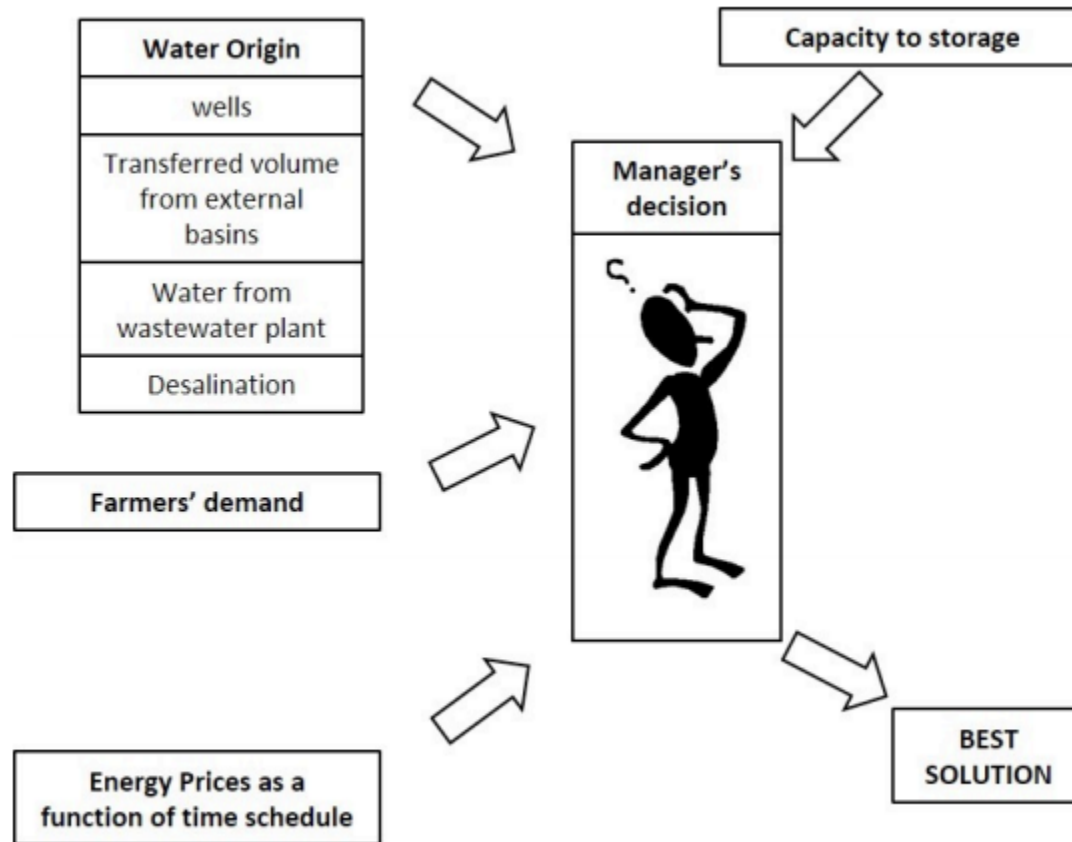 Water Origin
wells
Transferred volume
from external
basins
Water from
wastewater plant
Desalination
Farmers’ demand
Energy Prices as a
function of time schedule
Capacity to storage
Manager’s
decision
BEST
SOLUTION